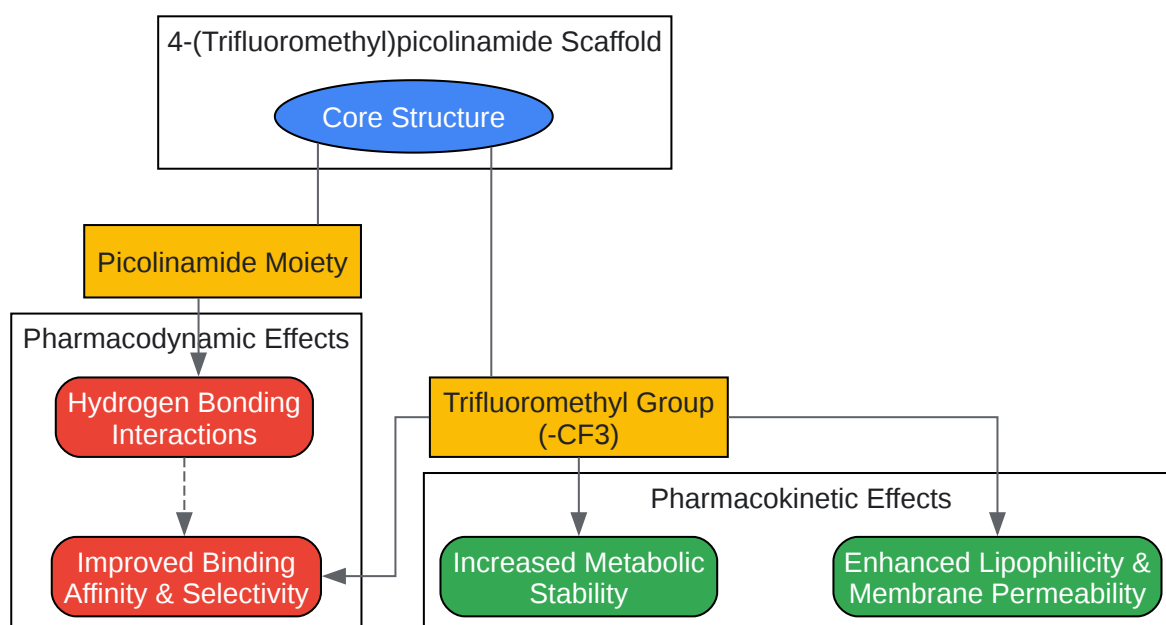 4-(Trifluoromethyl)picolinamide Scaffold
Core Structure
Picolinamide Moiety
Pharmacodynamic Effects
Hydrogen Bonding
Interactions
Trifluoromethyl Group
(-CF3)
Pharmacokinetic Effects
Improved Binding
Affinity & Selectivity
Increased Metabolic
Stability
Enhanced Lipophilicity &
Membrane Permeability